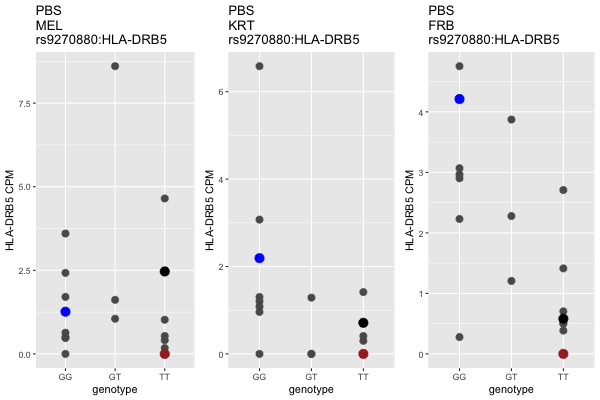 PBS
MEL
rs9270880:HLA-DRB5
HLA-DRB5 CPM
7.5
5.0
2.5
0.0
GG GT TT
genotype
PBS
KRT
rs9270880:HLA-DRB5
HLA-DRB5 CPM
6
4
2
0
GG GT TT
genotype
PBS
FRB
rs9270880:HLA-DRB5
HLA-DRB5 CPM
4
3
2
1
0
GG GT TT
genotype